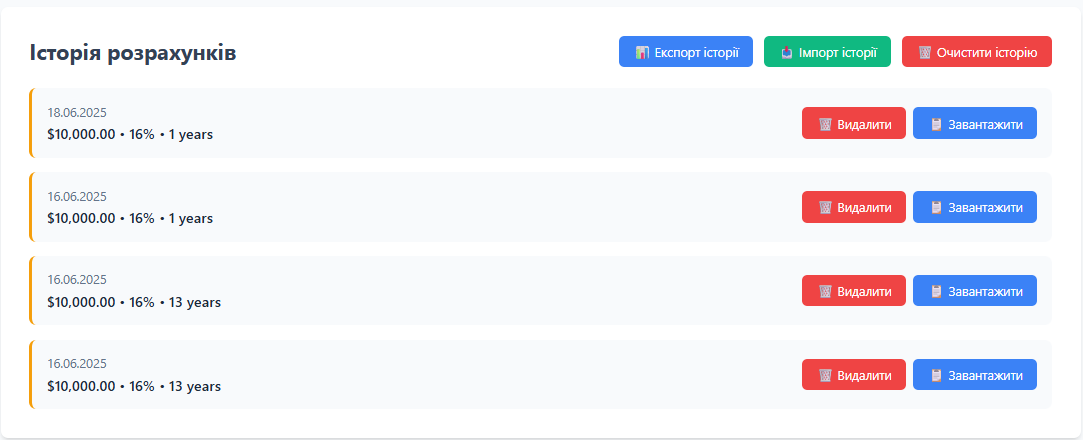 Історія розрахунків
Експорт історії
Імпорт історії
Очистити історію
18.06.2025
$10,000.00 • 16% • 1 years
Видалити
Завантажити
16.06.2025
$10,000.00 • 16% • 1 years
Видалити
Завантажити
16.06.2025
$10,000.00 • 16% • 13 years
Видалити
Завантажити
16.06.2025
$10,000.00 • 16% • 13 years
Видалити
Завантажити